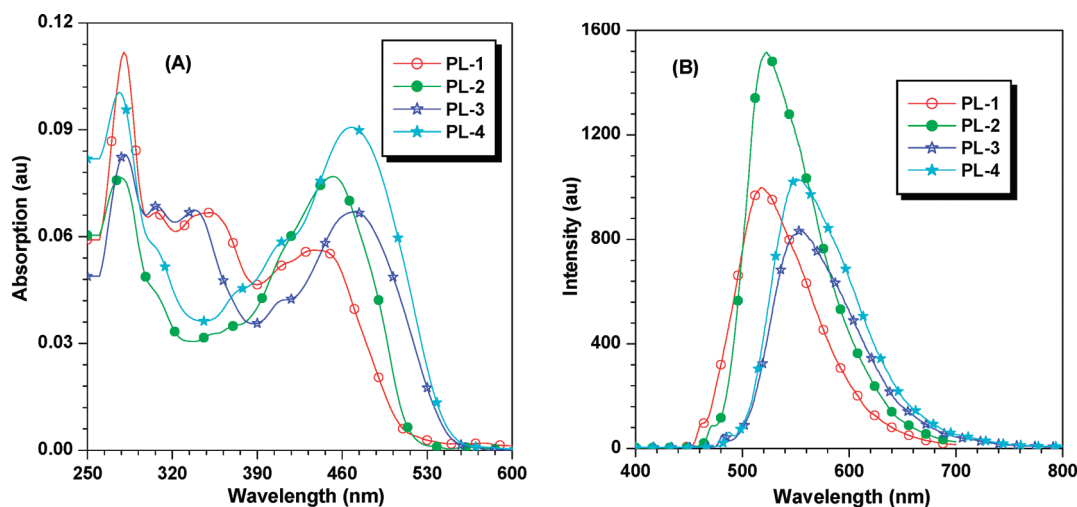 (A)
PL-1
PL-2
PL-3
PL-4
Absorption (au)
0.12
0.09
0.06
0.03
0.00
250 320 390 460 530 600
Wavelength (nm)
(B)
PL-1
PL-2
PL-3
PL-4
Intensity (au)
1600
1200
800
400
0
400 500 600 700 800
Wavelength (nm)